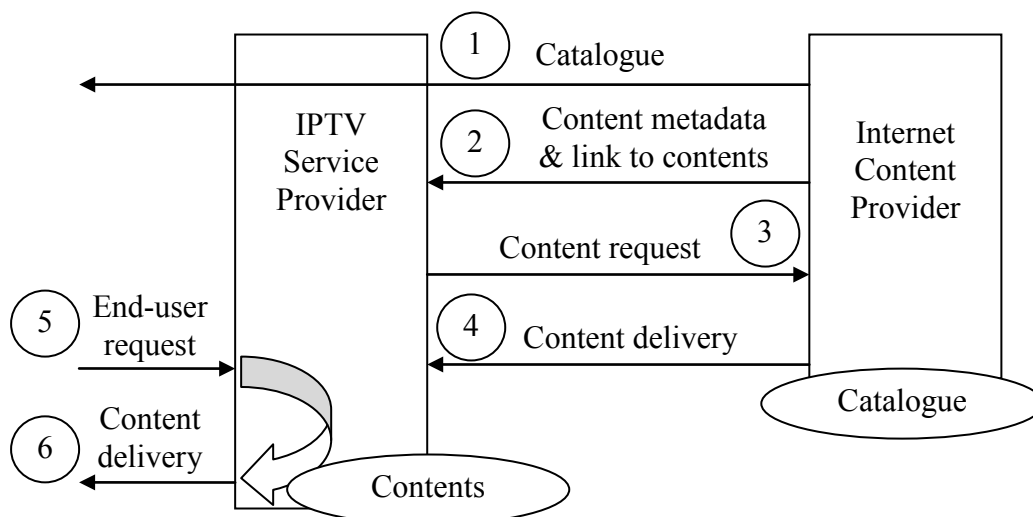 1
Catalogue
IPTV
Service
Provider
2
Content metadata
& link to contents
Internet
Content
Provider
3
Content request
5
End-user
request
4
Content delivery
Catalogue
6
Content
delivery
Contents